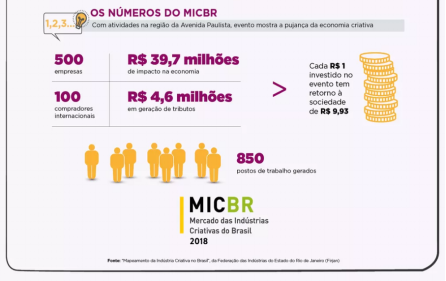 1,2,3...
OS NÚMEROS DO MICBR
Com atividades na região da Avenida Paulista, evento mostra a pujança da economia criativa
500
empresas
R$ 39,7 milhões
de impacto na economia
100
compradores
internacionais
R$ 4,6 milhões
em geração de tributos
>
Cada R$ 1
investido no
evento tem
retorno à
sociedade
de R$ 9,93
850
postos de trabalho gerados
MICBR
Mercado das Indústrias
Criativas do Brasil
2018
Fonte: "Mapeamento da Indústria Criativa no Brasil", da Federação das Indústrias do Estado do Rio de Janeiro (Firjan)